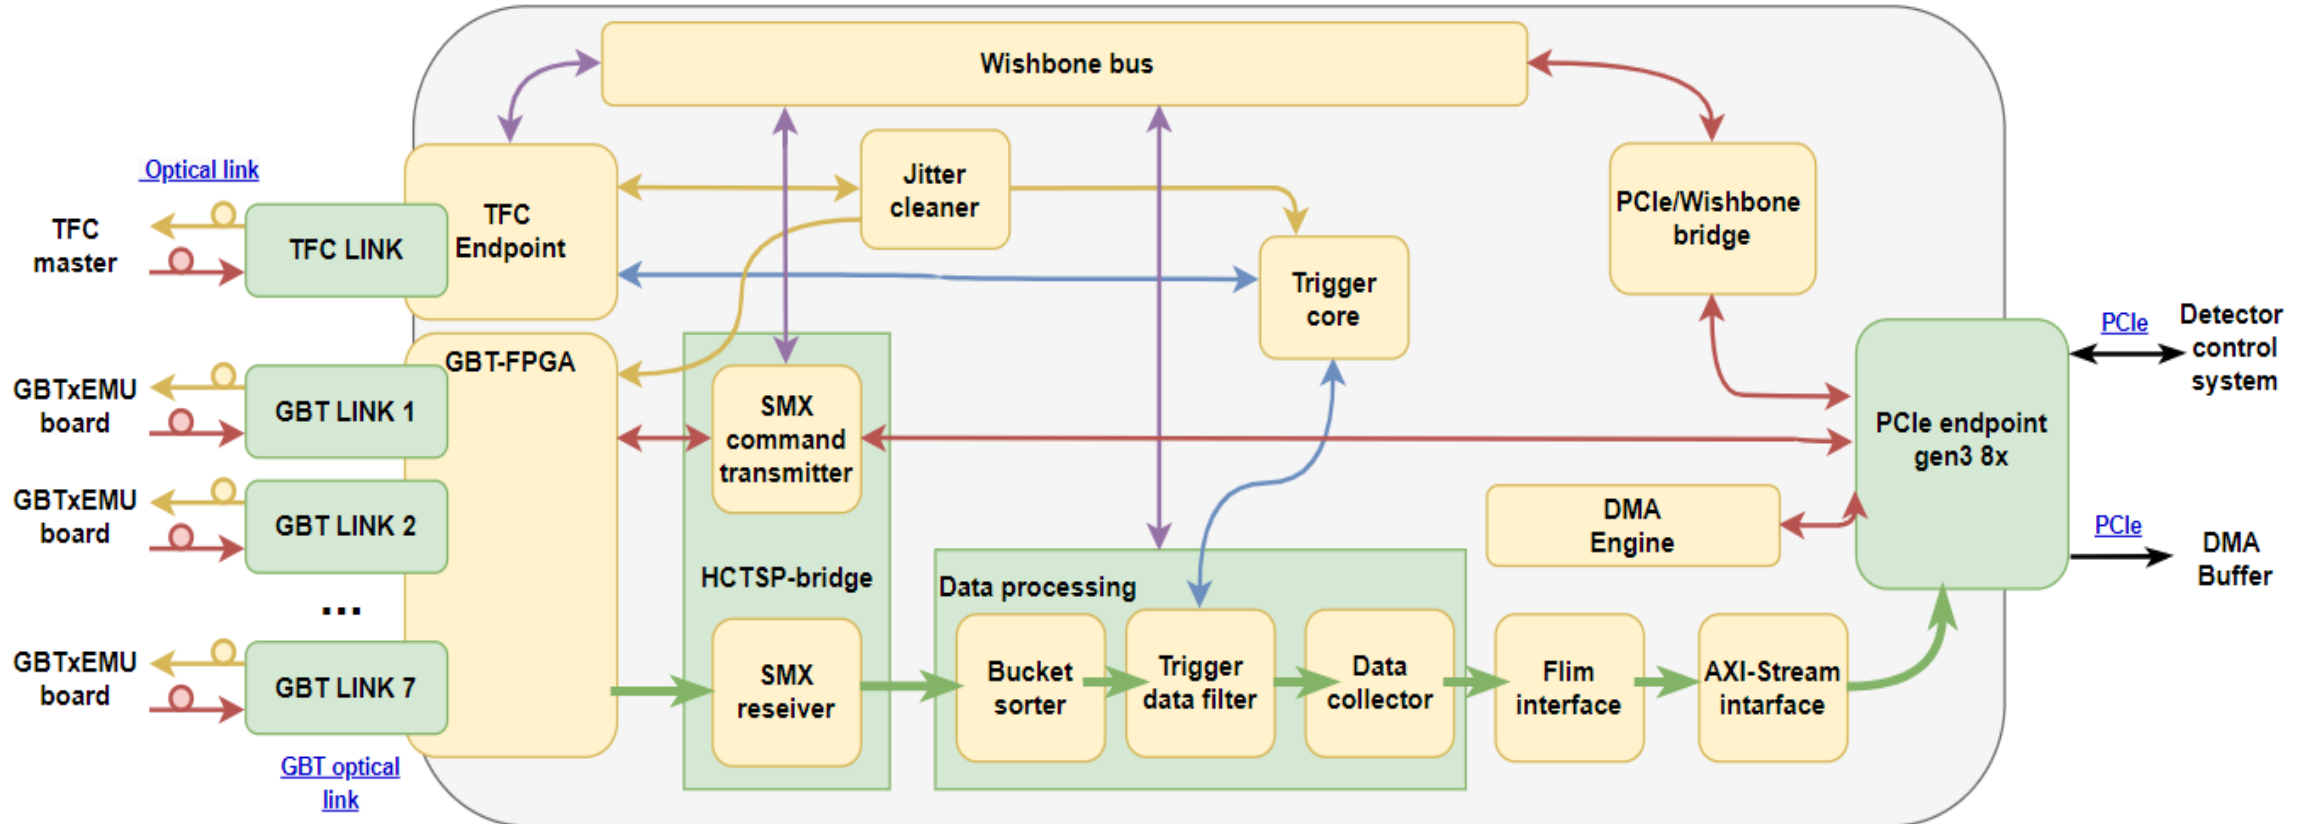 Wishbone bus
Optical link
TFC
master
TFC LINK
TFC
Endpoint
Jitter
cleaner
Trigger
core
PCIe/Wishbone
bridge
PCIe
Detector
control
system
GBT-FPGA
GBTxEMU
board
GBT LINK 1
SMX
command
transmitter
PCIe endpoint
gen3 8x
GBTxEMU
board
GBT LINK 2
DMA
Engine
PCIe
DMA
Buffer
HCTSP-bridge
Data processing
...
GBTxEMU
board
GBT LINK 7
SMX
reseiver
Bucket
sorter
Trigger
data filter
Data
collector
Flim
interface
AXI-Stream
intarface
GBT optical
link